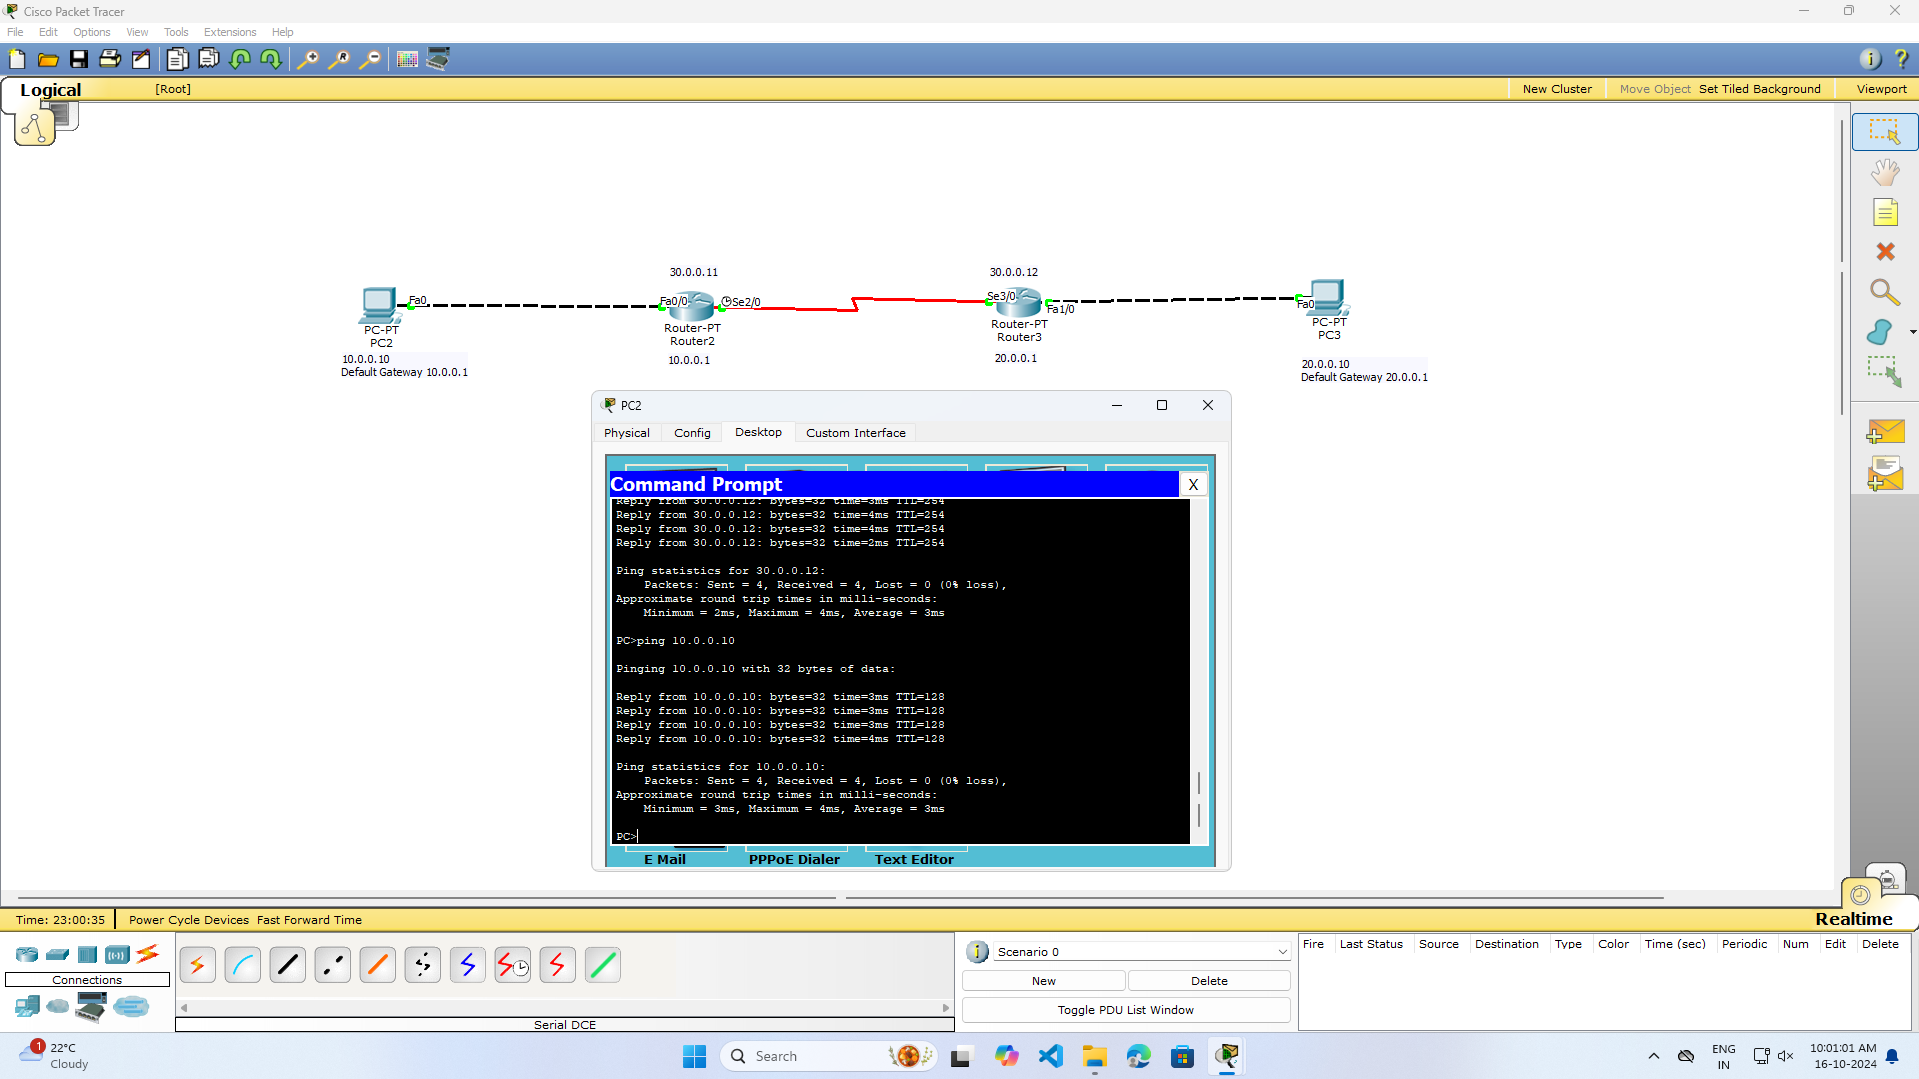 Cisco Packet Tracer
File Edit Options View Tools Extensions Help
Logical [Root] New Cluster Move Object Set Tiled Background Viewport
30.0.0.11 30.0.0.12
Fa0 Fa0/0 Se2/0 Se3/0 Fa1/0 Fa0
PC-PT Router-PT Router-PT PC-PT
PC2 Router2 Router3 PC3
10.0.0.10 10.0.0.1 20.0.0.1 20.0.0.10
Default Gateway 10.0.0.1 Default Gateway 20.0.0.1
PC2
Physical Config Desktop Custom Interface
Command Prompt X
Reply from 30.0.0.12: bytes=32 time=3ms TTL=254
Reply from 30.0.0.12: bytes=32 time=4ms TTL=254
Reply from 30.0.0.12: bytes=32 time=4ms TTL=254
Reply from 30.0.0.12: bytes=32 time=2ms TTL=254
Ping statistics for 30.0.0.12:
Packets: Sent = 4, Received = 4, Lost = 0 (0% loss),
Approximate round trip times in milli-seconds:
Minimum = 2ms, Maximum = 4ms, Average = 3ms
PC>ping 10.0.0.10
Pinging 10.0.0.10 with 32 bytes of data:
Reply from 10.0.0.10: bytes=32 time=3ms TTL=128
Reply from 10.0.0.10: bytes=32 time=3ms TTL=128
Reply from 10.0.0.10: bytes=32 time=3ms TTL=128
Reply from 10.0.0.10: bytes=32 time=4ms TTL=128
Ping statistics for 10.0.0.10:
Packets: Sent = 4, Received = 4, Lost = 0 (0% loss),
Approximate round trip times in milli-seconds:
Minimum = 3ms, Maximum = 4ms, Average = 3ms
PC>
E Mail PPPoE Dialer Text Editor
Time: 23:00:35 Power Cycle Devices Fast Forward Time Realtime
Connections
Serial DCE
Scenario 0
New Delete
Toggle PDU List Window
Fire Last Status Source Destination Type Color Time (sec) Periodic Num Edit Delete
1 22°C
Cloudy
Search
ENG
IN
10:01:01 AM
16-10-2024